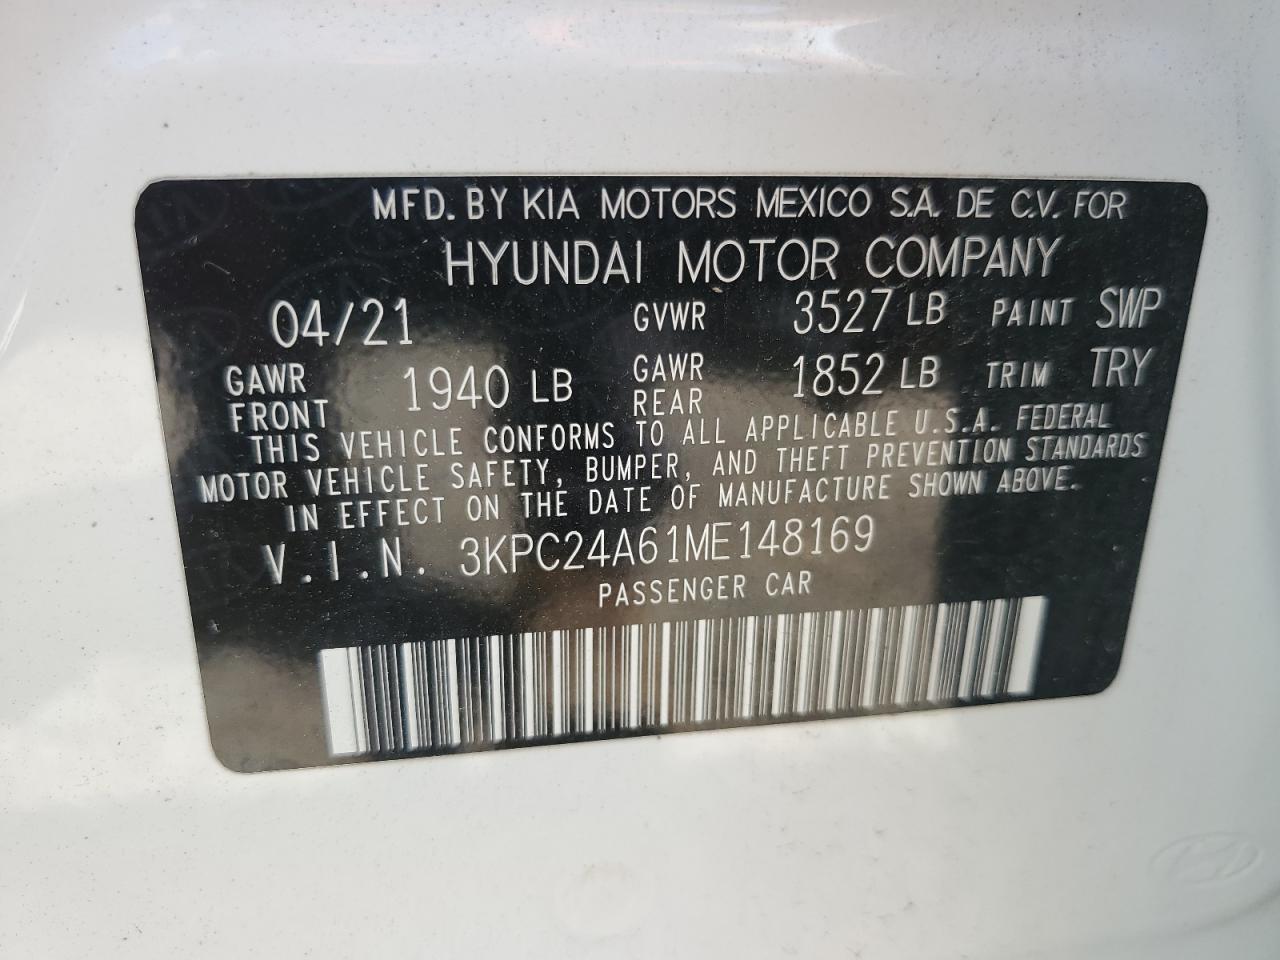 MFD. BY KIA MOTORS MEXICO S.A. DE C.V. FOR
HYUNDAI MOTOR COMPANY
04/21 GVWR 3527 LB PAINT SWP
GAWR FRONT 1940 LB GAWR REAR 1852 LB TRIM TRY
THIS VEHICLE CONFORMS TO ALL APPLICABLE U.S.A. FEDERAL
MOTOR VEHICLE SAFETY, BUMPER, AND THEFT PREVENTION STANDARDS
IN EFFECT ON THE DATE OF MANUFACTURE SHOWN ABOVE.
V.I.N. 3KPC24A61ME148169
PASSENGER CAR